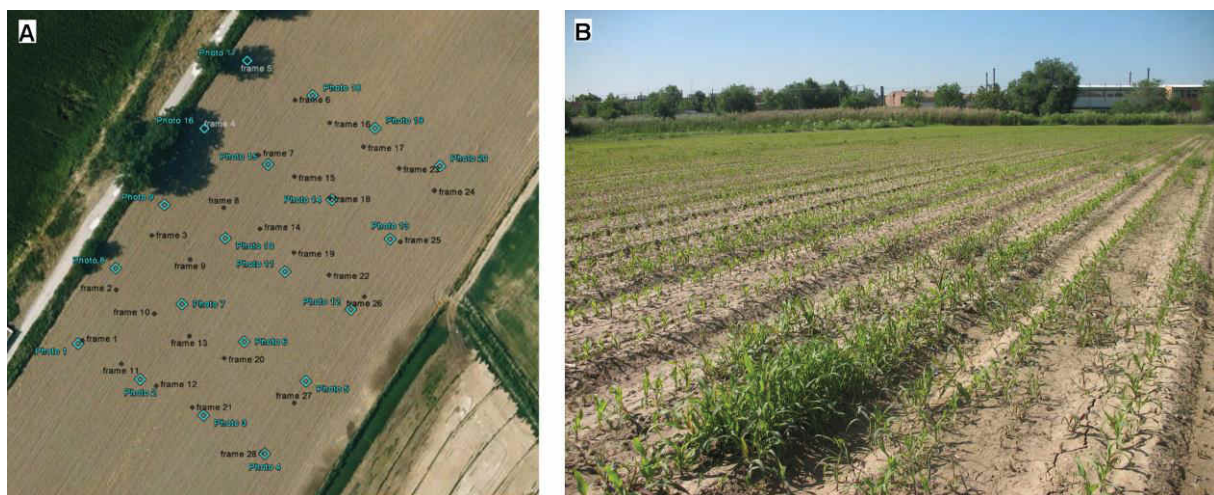 A
B
Photo 17
frame 5
Photo 18
frame 6
Photo 16
frame 4
frame 16
Photo 19
frame 7
Photo 15
frame 17
frame 15
frame 23
Photo 20
frame 24
Photo 9
frame 8
Photo 14
frame 18
frame 3
frame 14
Photo 10
Photo 13
frame 25
frame 9
frame 19
Photo 8
Photo 11
frame 22
frame 2
Photo 7
frame 26
Photo 12
frame 10
frame 1
Photo 1
frame 13
Photo 6
frame 20
frame 11
Photo 2
frame 12
Photo 5
frame 27
frame 21
Photo 3
frame 28
Photo 4